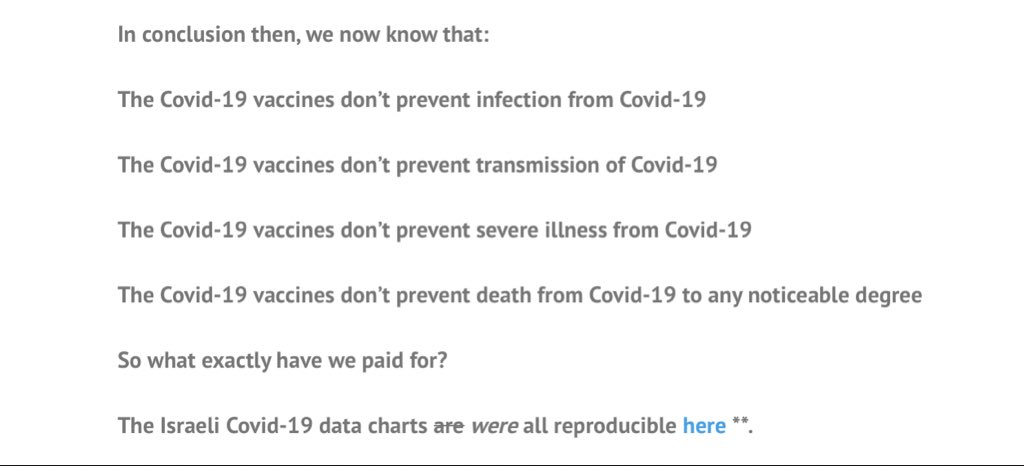 In conclusion then, we now know that:
The Covid-19 vaccines don’t prevent infection from Covid-19
The Covid-19 vaccines don’t prevent transmission of Covid-19
The Covid-19 vaccines don’t prevent severe illness from Covid-19
The Covid-19 vaccines don’t prevent death from Covid-19 to any noticeable degree
So what exactly have we paid for?
The Israeli Covid-19 data charts are were all reproducible here **.